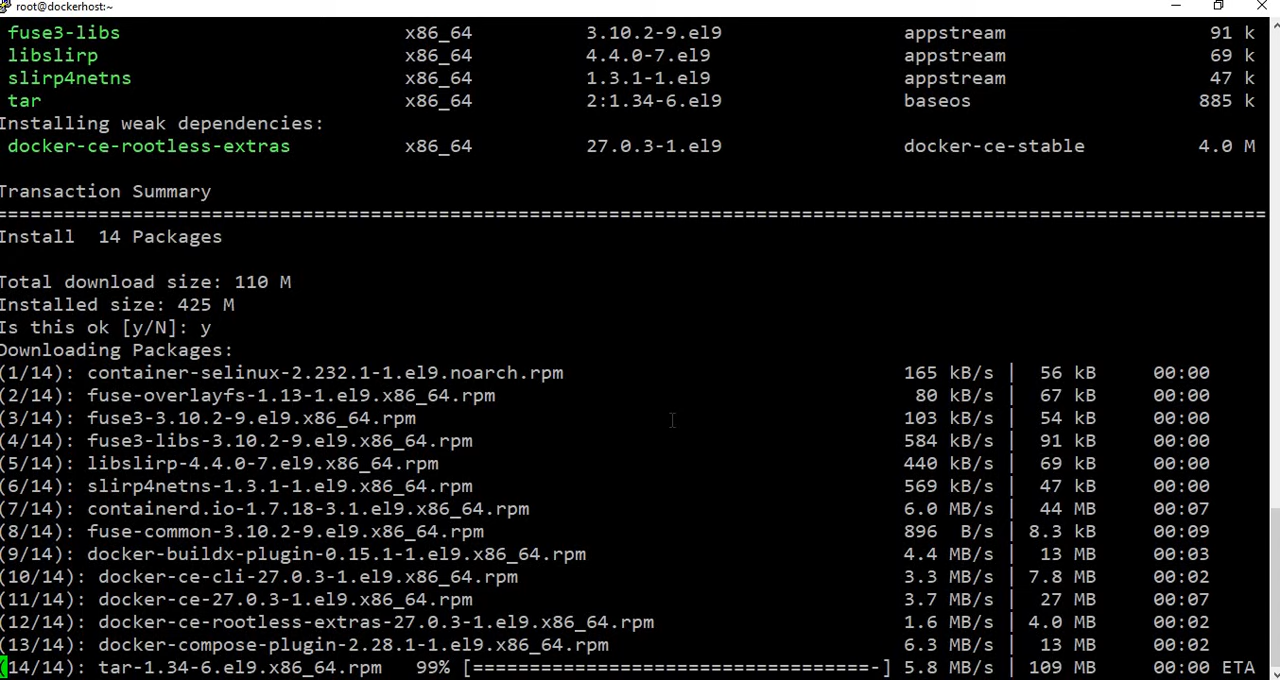 root@dockerhost:~
fuse3-libs x86_64 3.10.2-9.el9 appstream 91 k
libslirp x86_64 4.4.0-7.el9 appstream 69 k
slirp4netns x86_64 1.3.1-1.el9 appstream 47 k
tar x86_64 2:1.34-6.el9 baseos 885 k
Installing weak dependencies:
docker-ce-rootless-extras x86_64 27.0.3-1.el9 docker-ce-stable 4.0 M
Transaction Summary
================================================================================================================
Install 14 Packages
Total download size: 110 M
Installed size: 425 M
Is this ok [y/N]: y
Downloading Packages:
(1/14): container-selinux-2.232.1-1.el9.noarch.rpm 165 kB/s | 56 kB 00:00
(2/14): fuse-overlayfs-1.13-1.el9.x86_64.rpm 80 kB/s | 67 kB 00:00
(3/14): fuse3-3.10.2-9.el9.x86_64.rpm 103 kB/s | 54 kB 00:00
(4/14): fuse3-libs-3.10.2-9.el9.x86_64.rpm 584 kB/s | 91 kB 00:00
(5/14): libslirp-4.4.0-7.el9.x86_64.rpm 440 kB/s | 69 kB 00:00
(6/14): slirp4netns-1.3.1-1.el9.x86_64.rpm 569 kB/s | 47 kB 00:00
(7/14): containerd.io-1.7.18-3.1.el9.x86_64.rpm 6.0 MB/s | 44 MB 00:07
(8/14): fuse-common-3.10.2-9.el9.x86_64.rpm 896 B/s | 8.3 kB 00:09
(9/14): docker-buildx-plugin-0.15.1-1.el9.x86_64.rpm 4.4 MB/s | 13 MB 00:03
(10/14): docker-ce-cli-27.0.3-1.el9.x86_64.rpm 3.3 MB/s | 7.8 MB 00:02
(11/14): docker-ce-27.0.3-1.el9.x86_64.rpm 3.7 MB/s | 27 MB 00:07
(12/14): docker-ce-rootless-extras-27.0.3-1.el9.x86_64.rpm 1.6 MB/s | 4.0 MB 00:02
(13/14): docker-compose-plugin-2.28.1-1.el9.x86_64.rpm 6.3 MB/s | 13 MB 00:02
(14/14): tar-1.34-6.el9.x86_64.rpm 99% [===================================-] 5.8 MB/s | 109 MB 00:00 ETA